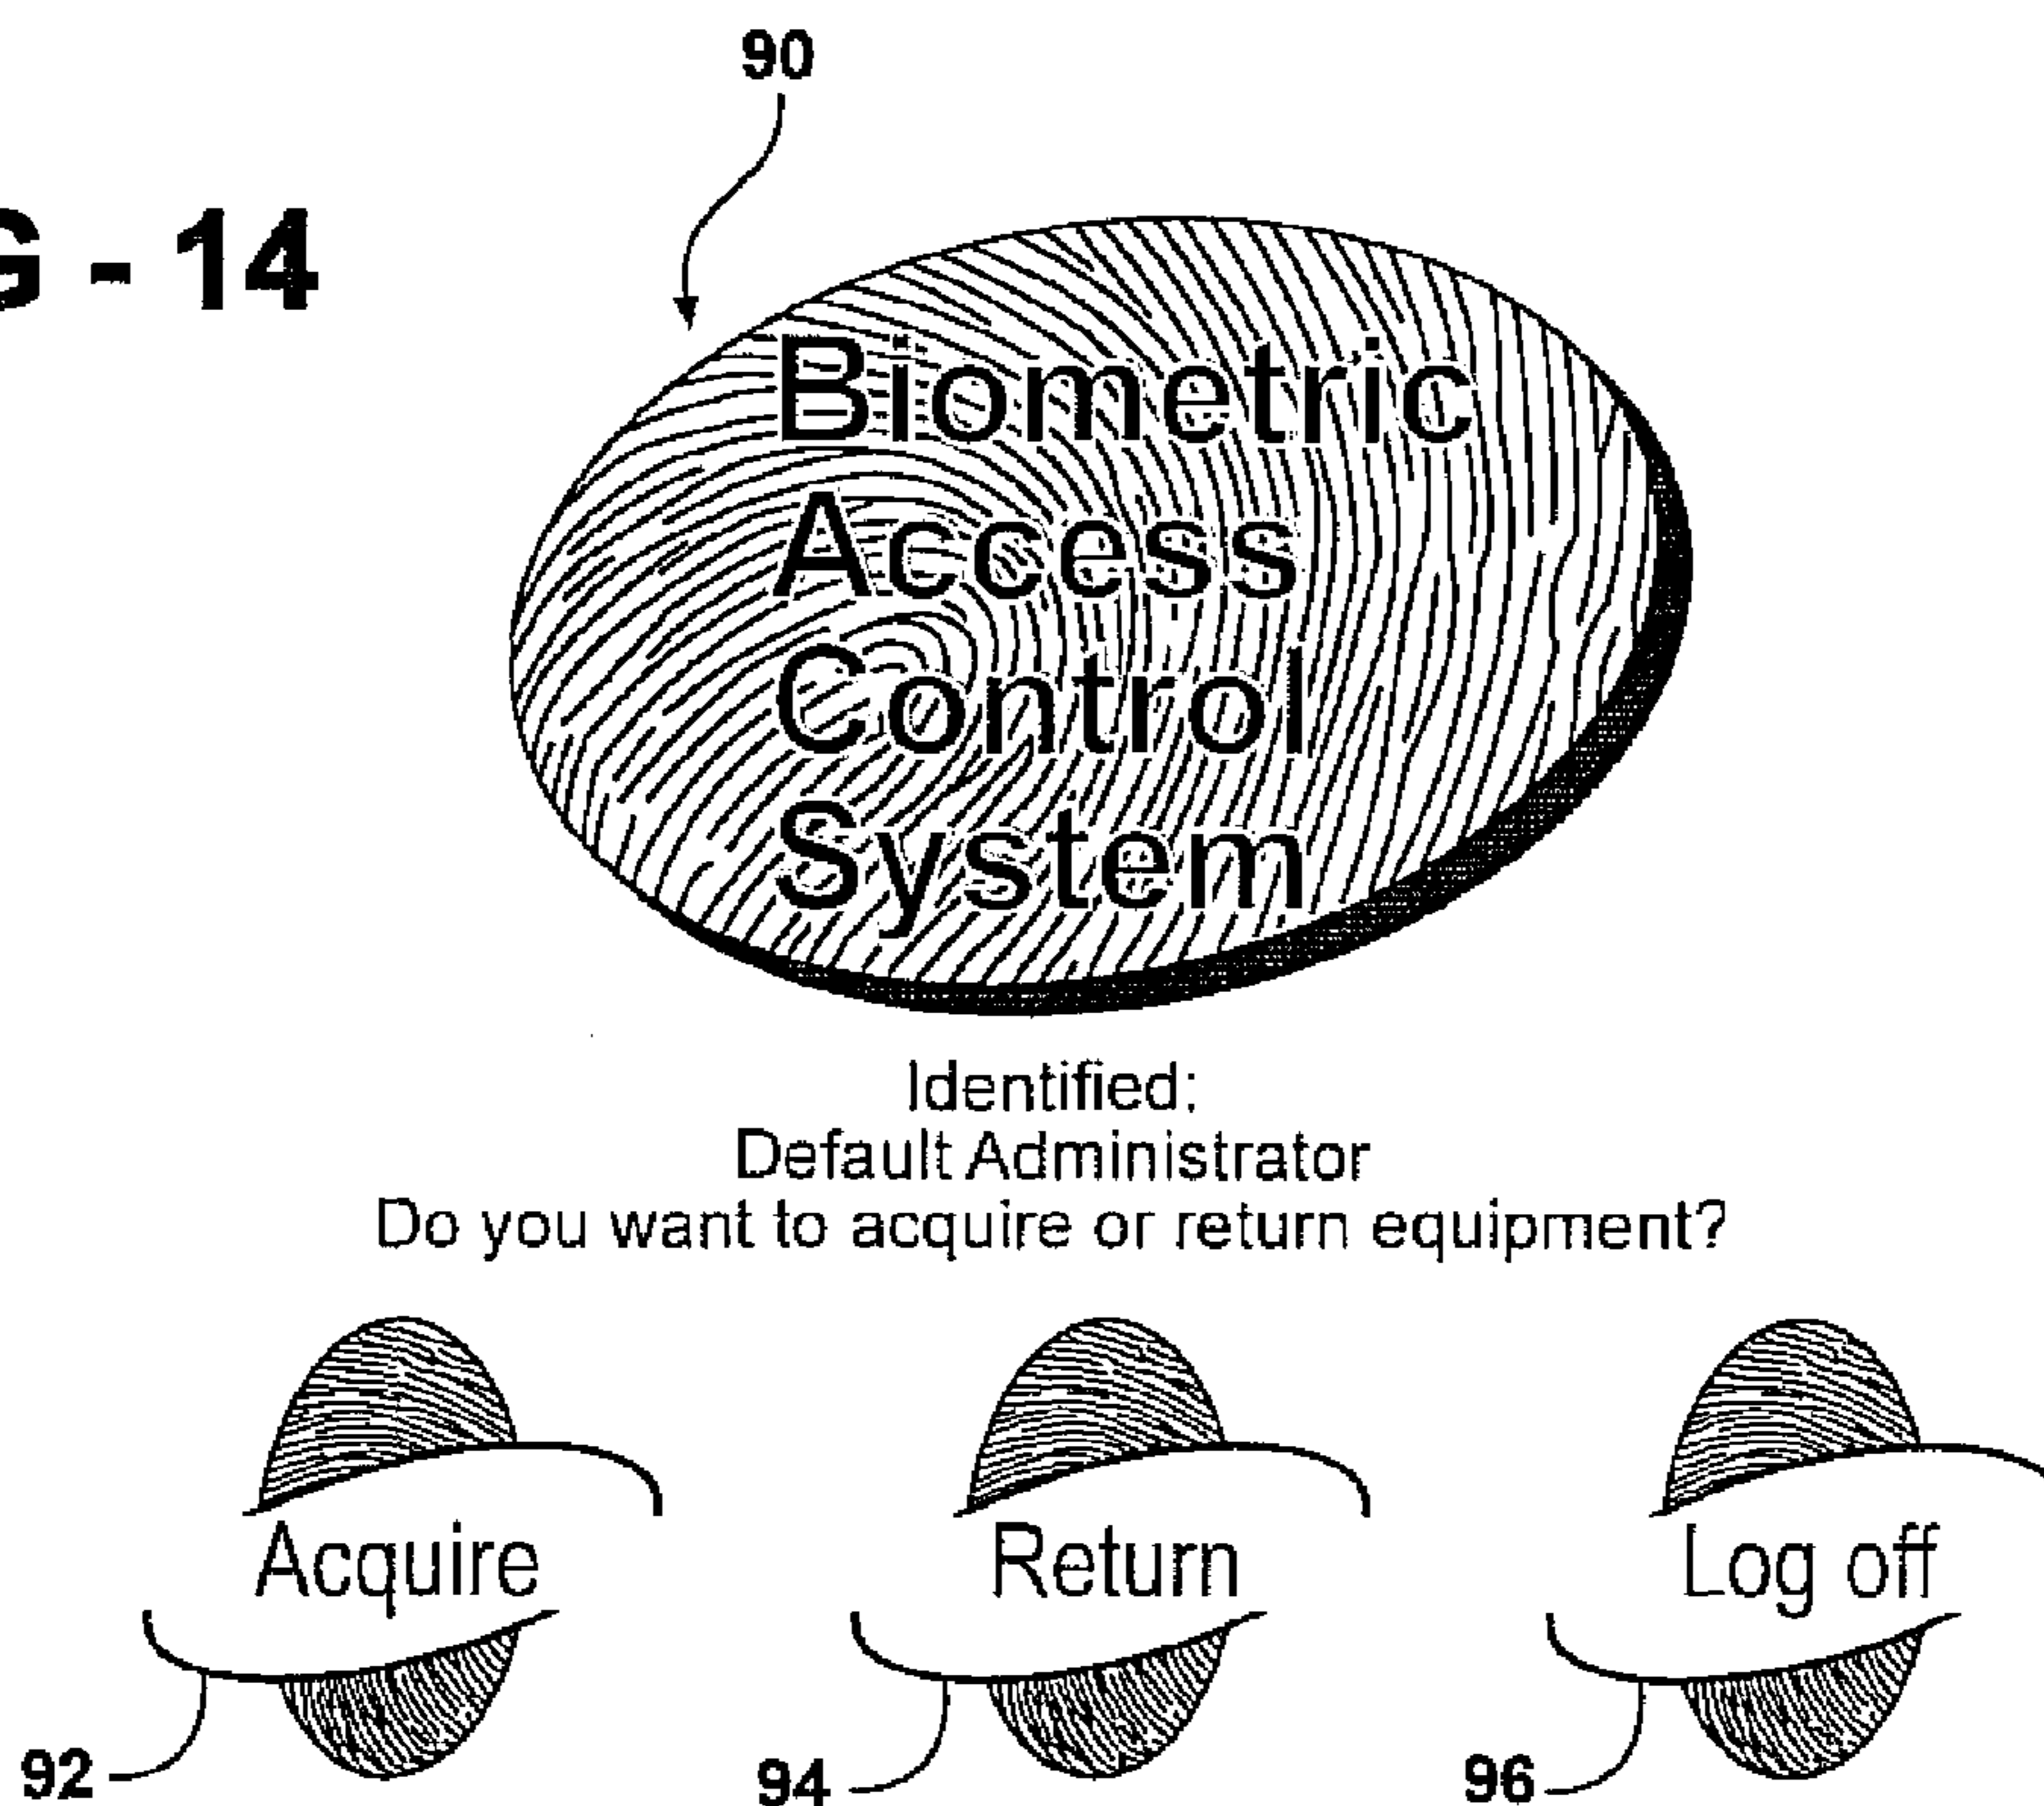 90
G - 14
Biometric
Access
Control
System
Identified:
Default Administrator
Do you want to acquire or return equipment?
Acquire
Return
Log off
92
94
96